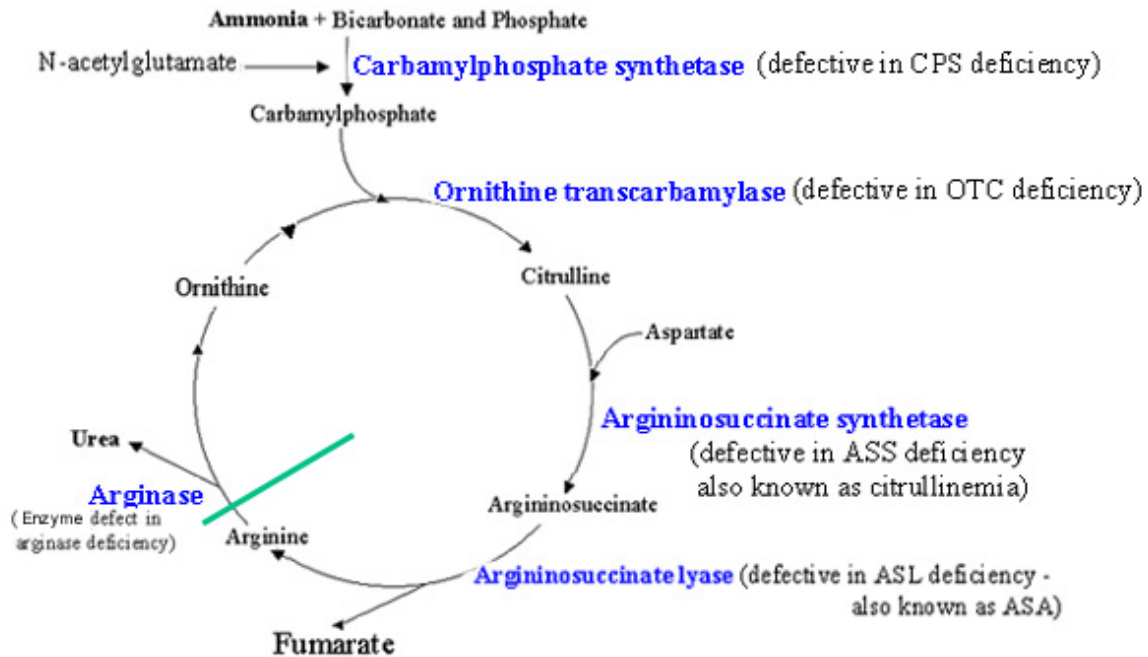 Ammonia + Bicarbonate and Phosphate
N-acetylglutamate
Carbamylphosphate synthetase (defective in CPS deficiency)
Carbamylphosphate
Ornithine transcarbamylase (defective in OTC deficiency)
Ornithine
Citrulline
Aspartate
Argininosuccinate synthetase
(defective in ASS deficiency
also known as citrullinemia)
Urea
Arginase
( Enzyme defect in
arginase deficiency)
Arginine
Argininosuccinate
Argininosuccinate lyase (defective in ASL deficiency -
also known as ASA)
Fumarate